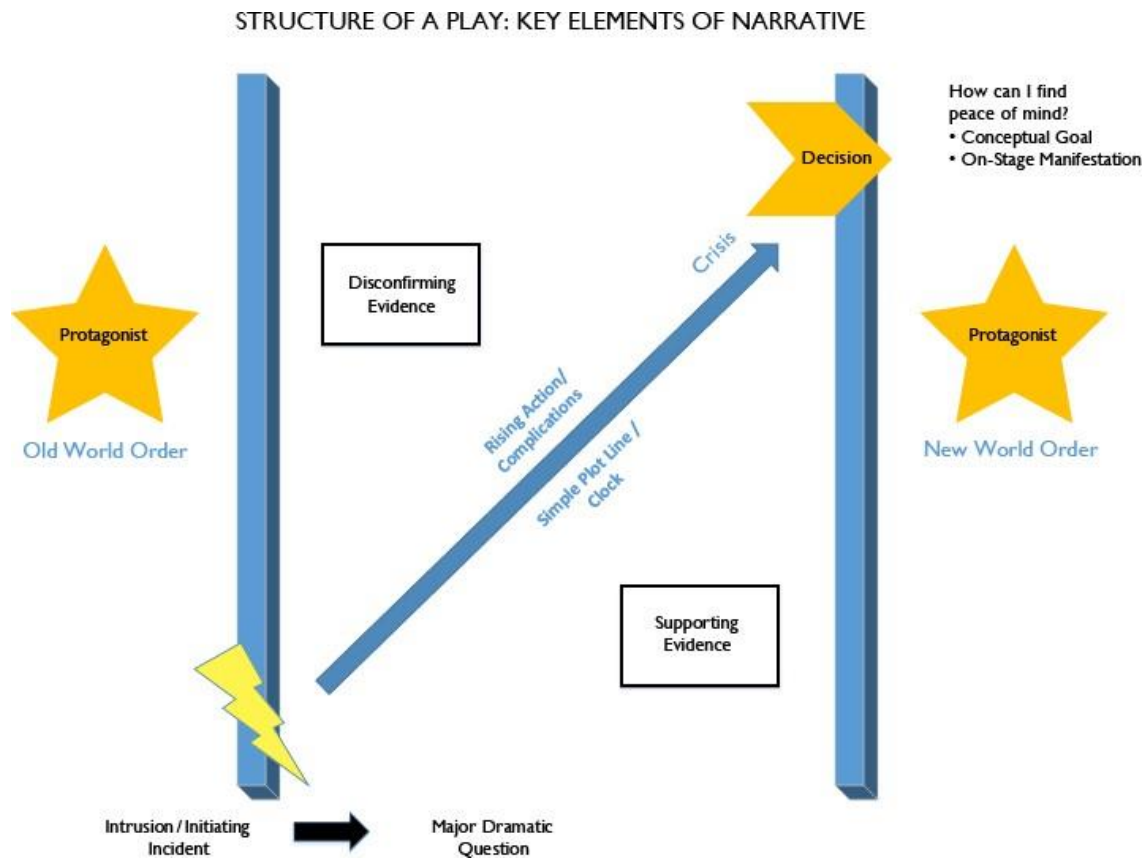 STRUCTURE OF A PLAY: KEY ELEMENTS OF NARRATIVE
How can I find
peace of mind?
• Conceptual Goal
• On-Stage Manifestation
Decision
Crisis
Disconfirming
Evidence
Protagonist
Old World Order
Protagonist
New World Order
Rising Action/
Complications
Simple Plot Line /
Clock
Supporting
Evidence
Intrusion / Initiating
Incident
Major Dramatic
Question